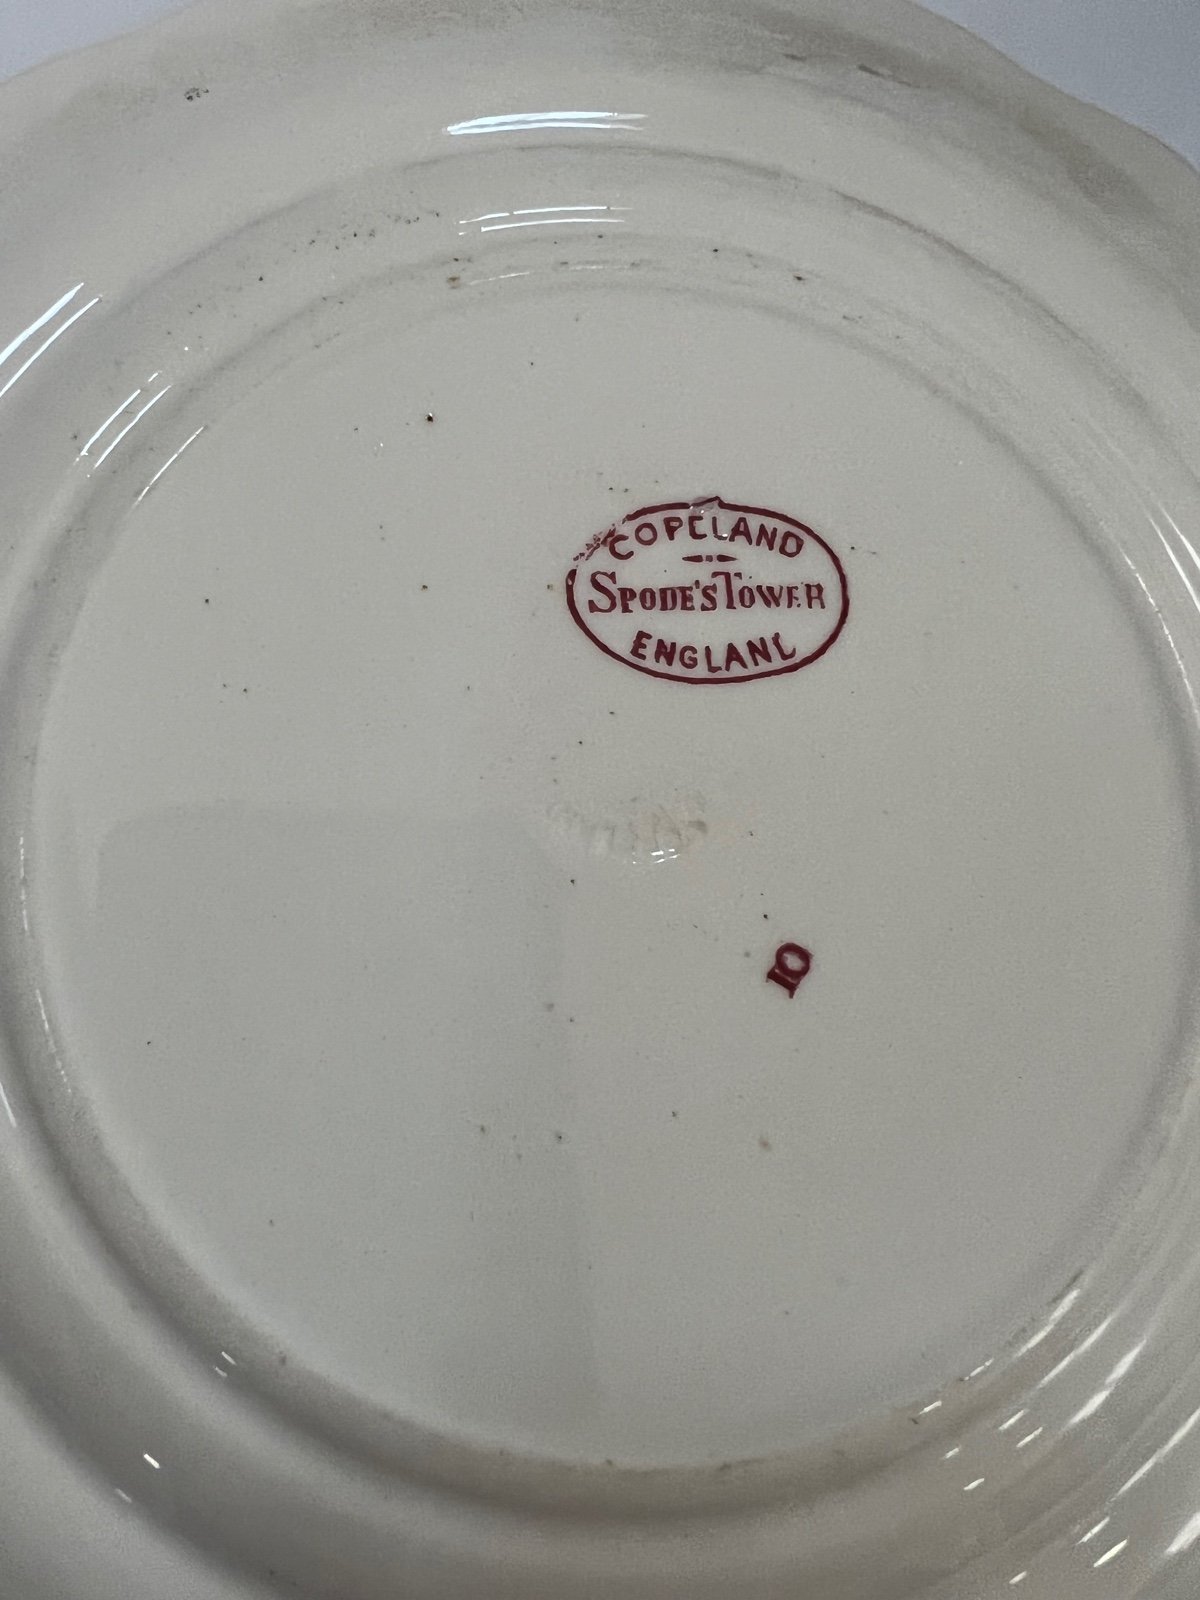 COPELAND
SPODE'S TOWER
ENGLAND
10